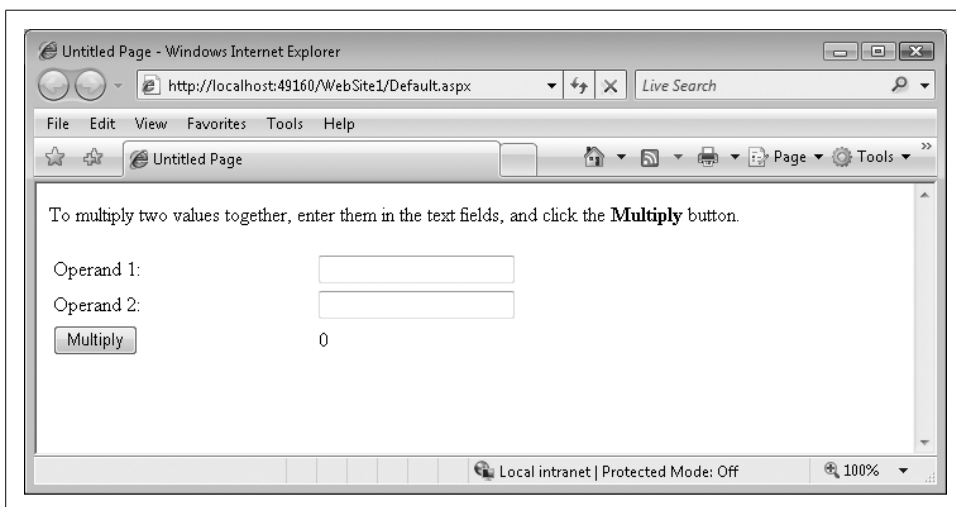 Untitled Page - Windows Internet Explorer
http://localhost:49160/WebSite1/Default.aspx
Live Search
File Edit View Favorites Tools Help
Untitled Page
Page Tools »
To multiply two values together, enter them in the text fields, and click the Multiply button.
Operand 1:
Operand 2:
Multiply 0
Local intranet | Protected Mode: Off 100%